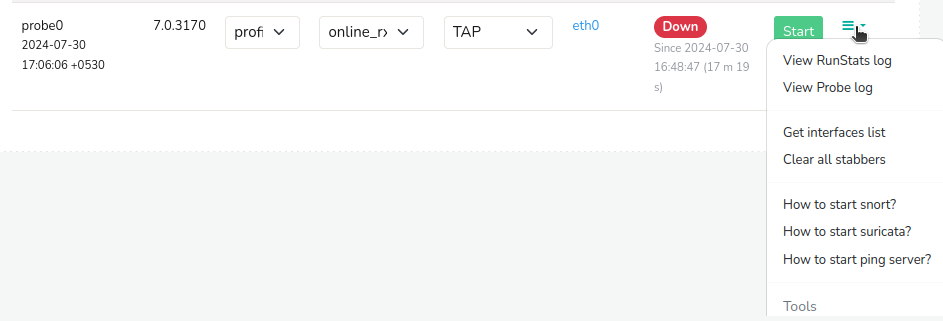 probe0
2024-07-30
17:06:06 +0530
7.0.3170
profi
online_rx
TAP
eth0
Down
Since 2024-07-30
16:48:47 (17 m 19
s)
Start
View RunStats log
View Probe log
Get interfaces list
Clear all stabbers
How to start snort?
How to start suricata?
How to start ping server?
Tools